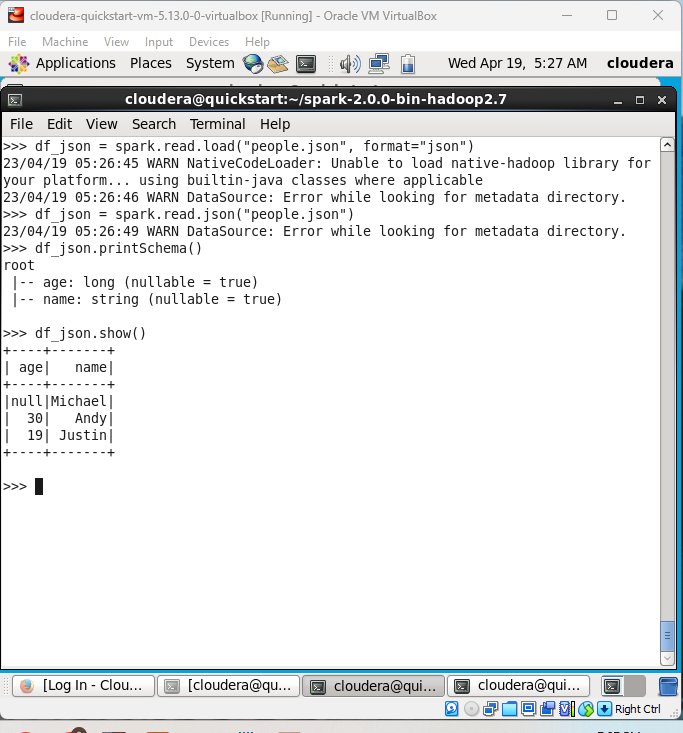 cloudera-quickstart-vm-5.13.0-0-virtualbox [Running] - Oracle VM VirtualBox
File Machine View Input Devices Help
Applications Places System Wed Apr 19, 5:27 AM cloudera
cloudera@quickstart:~/spark-2.0.0-bin-hadoop2.7
File Edit View Search Terminal Help
>>> df_json = spark.read.load("people.json", format="json")
23/04/19 05:26:45 WARN NativeCodeLoader: Unable to load native-hadoop library for
your platform... using builtin-java classes where applicable
23/04/19 05:26:46 WARN DataSource: Error while looking for metadata directory.
>>> df_json = spark.read.json("people.json")
23/04/19 05:26:49 WARN DataSource: Error while looking for metadata directory.
>>> df_json.printSchema()
root
 |-- age: long (nullable = true)
 |-- name: string (nullable = true)
>>> df_json.show()
+----+-------+
| age|   name|
+----+-------+
|null|Michael|
|  30|   Andy|
|  19| Justin|
+----+-------+
>>>
[Log In - Clou... [cloudera@qu... cloudera@qui... cloudera@qui...
Right Ctrl